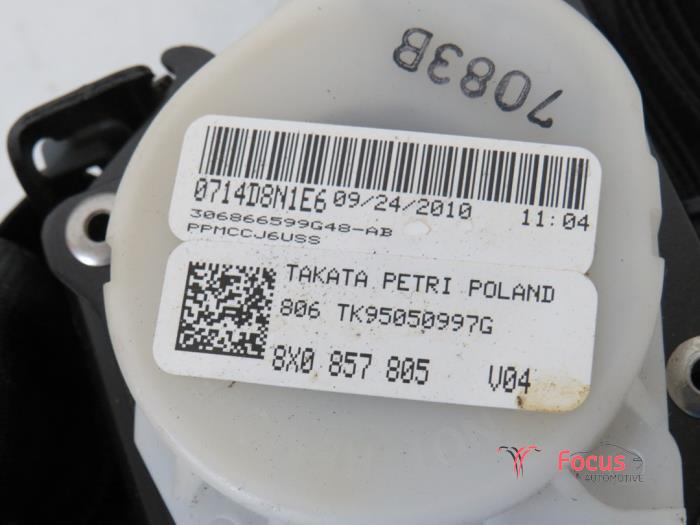 7083B
0714D8N1E6 09/24/2010 11:04
306866599G48-AB
PPMCCJ6USS
TAKATA PETRI POLAND
806 TK95050997G
8X0 857 805 V04
Focus
AUTOMOTIVE